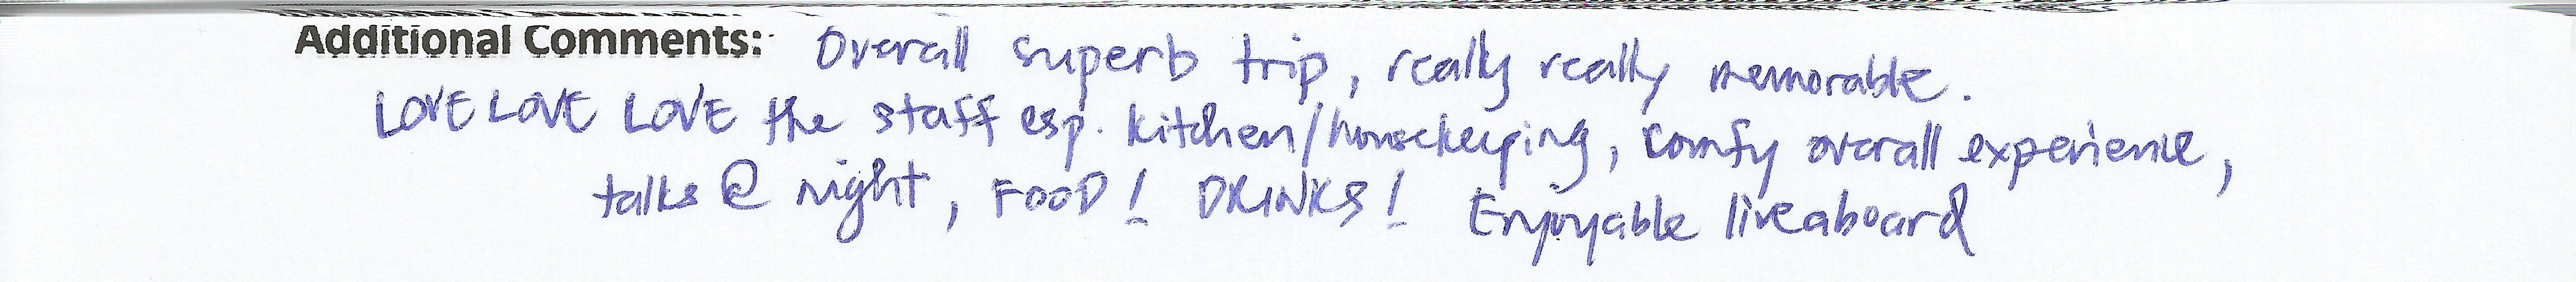 Additional Comments: Overall superb trip, really really memorable.
LOVE LOVE LOVE the staff esp. kitchen/housekeeping, comfy overall experience,
talks @ night, FOOD! DRINKS! Enjoyable liveaboard